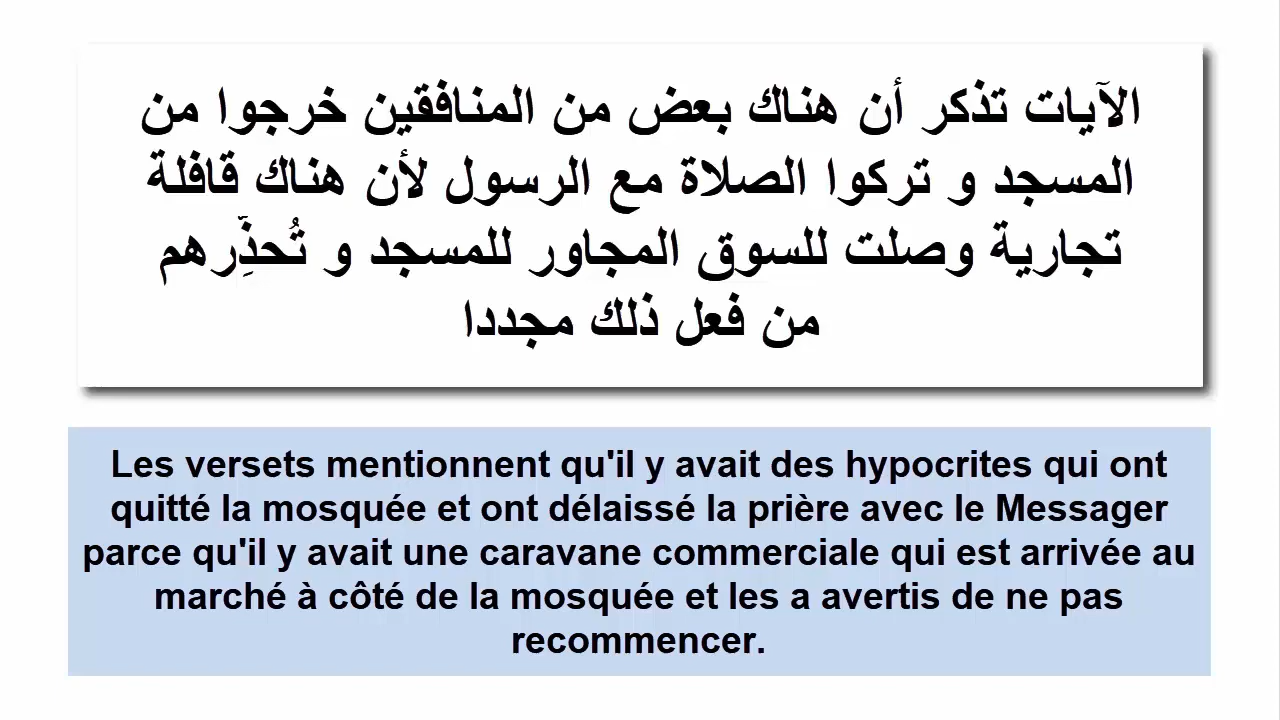 الآيات تذكر أن هناك بعض من المنافقين خرجوا من
المسجد و تركوا الصلاة مع الرسول لأن هناك قافلة
تجارية وصلت للسوق المجاور للمسجد و تُحذِّرهم
من فعل ذلك مجددا
Les versets mentionnent qu'il y avait des hypocrites qui ont
quitté la mosquée et ont délaissé la prière avec le Messager
parce qu'il y avait une caravane commerciale qui est arrivée au
marché à côté de la mosquée et les a avertis de ne pas
recommencer.